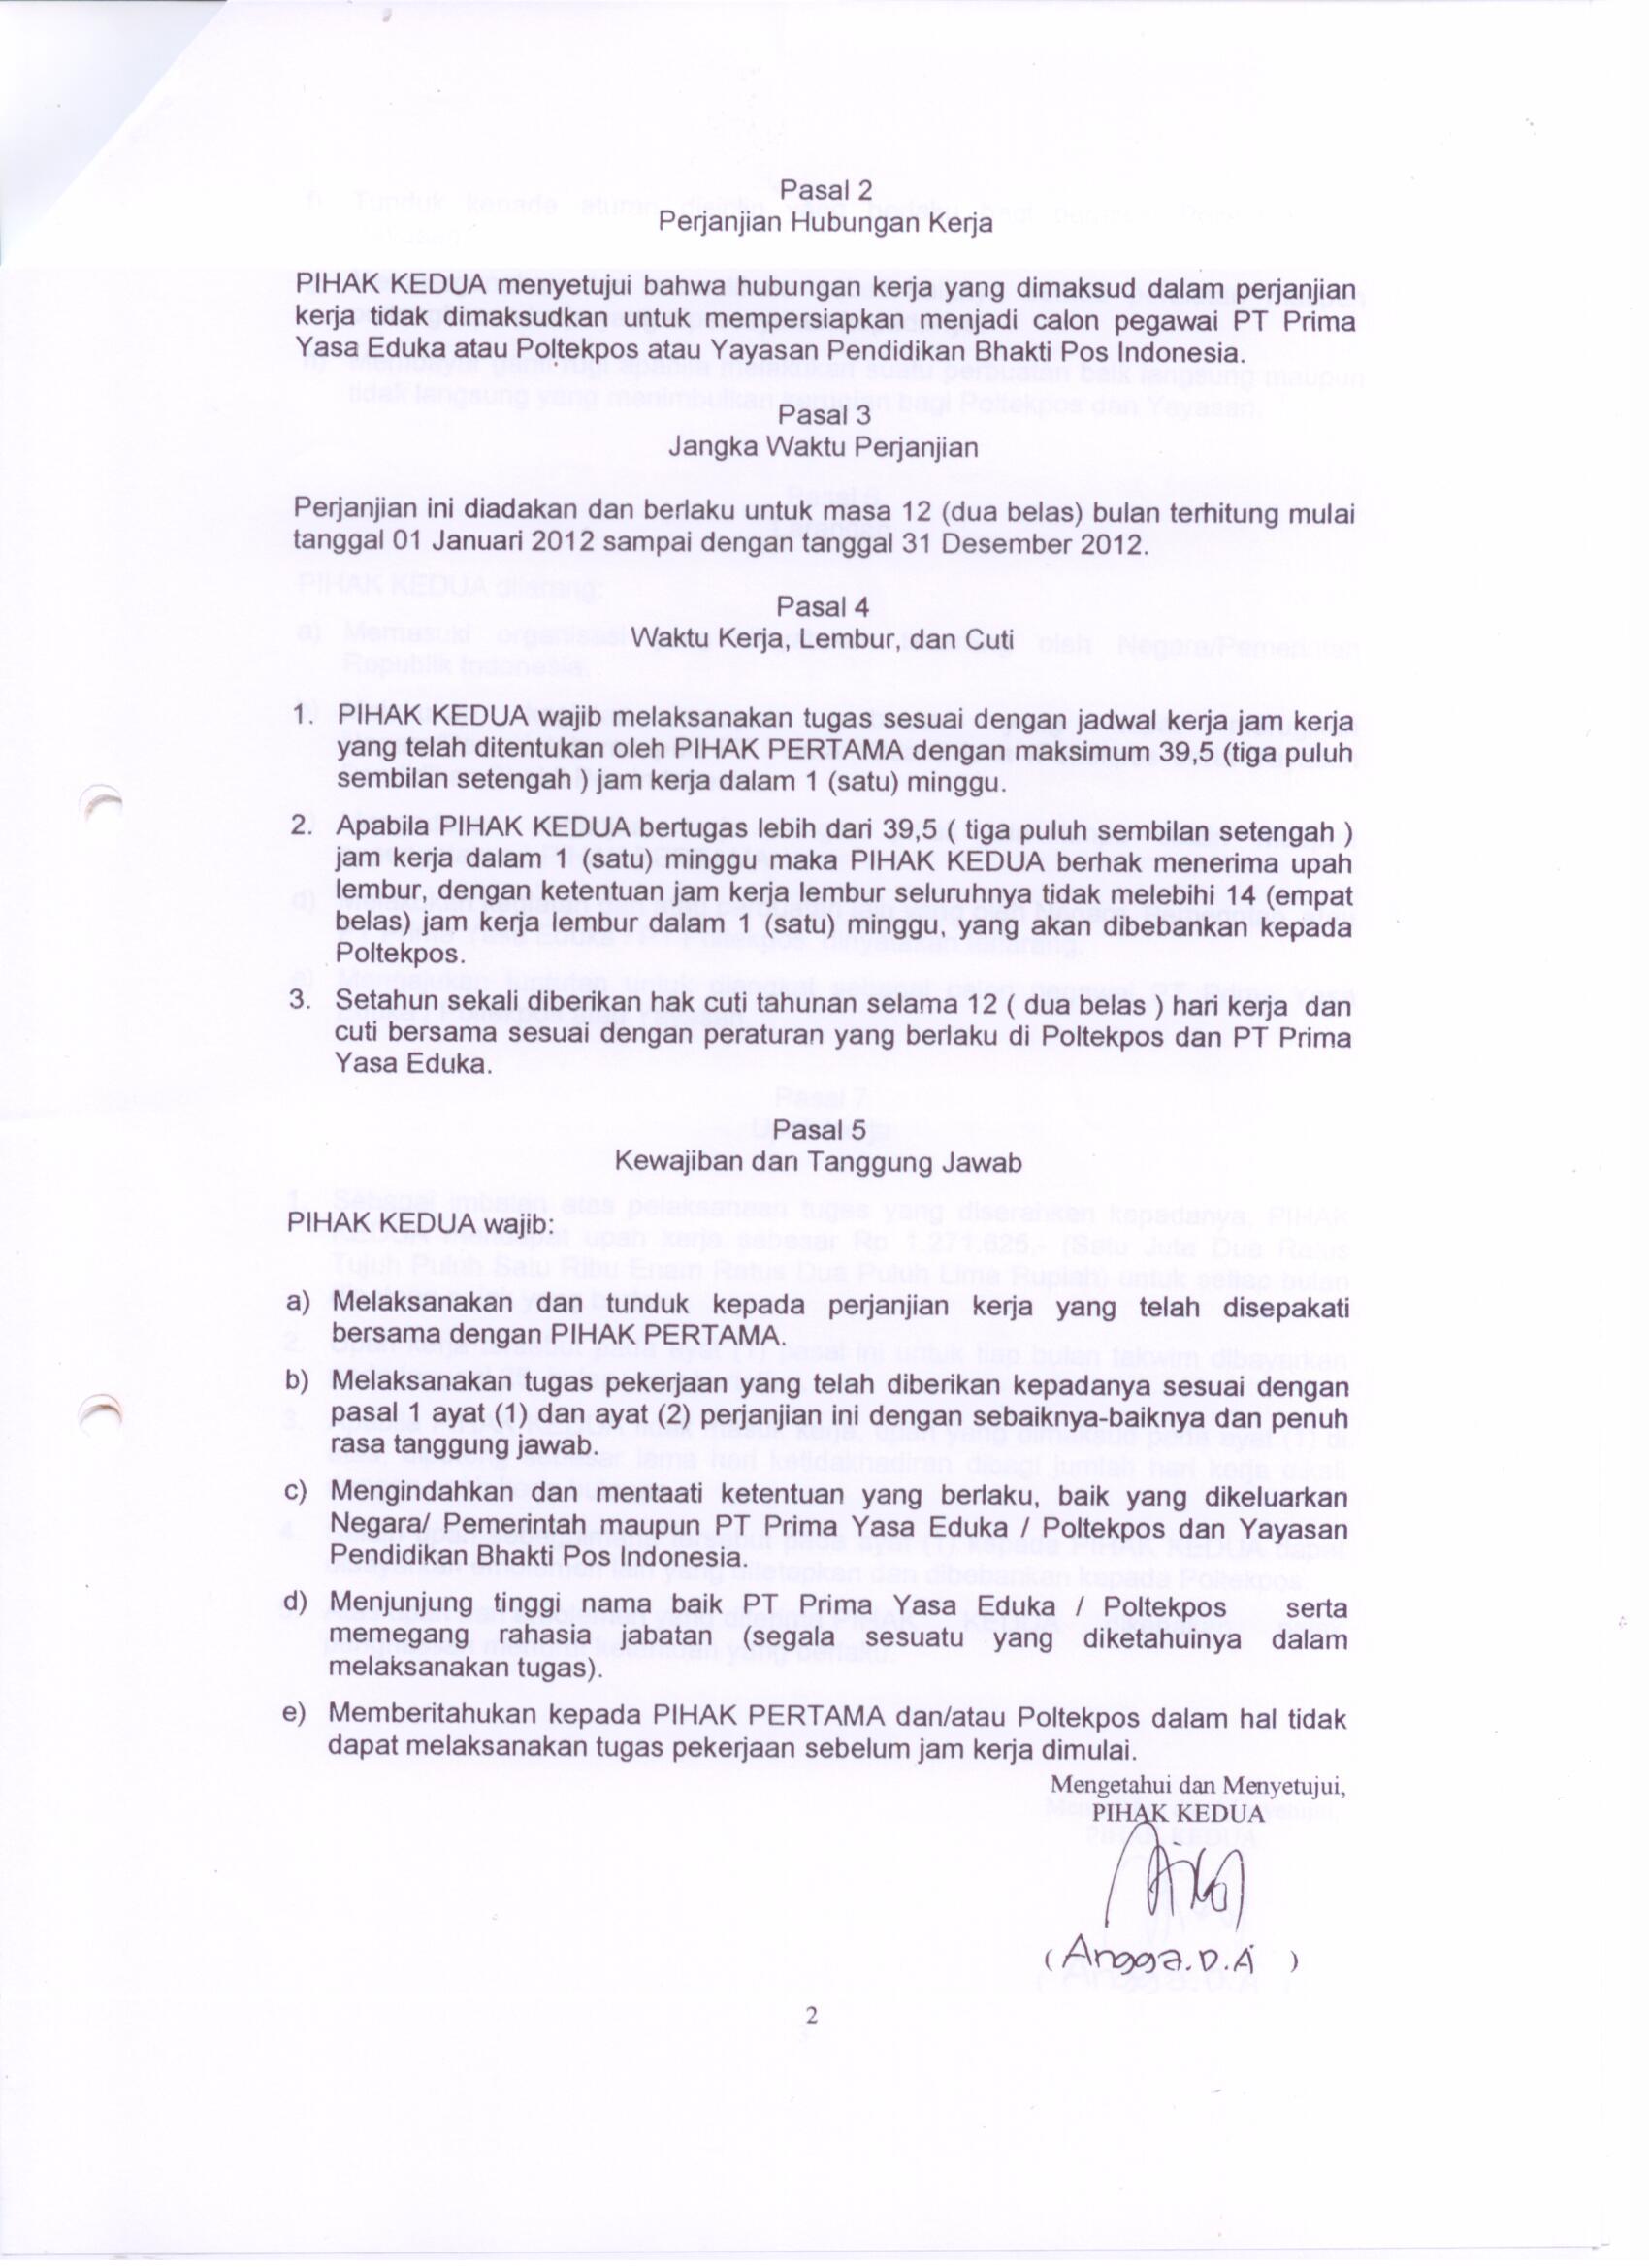 Pasal 2
Perjanjian Hubungan Kerja
PIHAK KEDUA menyetujui bahwa hubungan kerja yang dimaksud dalam perjanjian
kerja tidak dimaksudkan untuk mempersiapkan menjadi calon pegawai PT Prima
Yasa Eduka atau Poltekpos atau Yayasan Pendidikan Bhakti Pos Indonesia.
Pasal 3
Jangka Waktu Perjanjian
Perjanjian ini diadakan dan berlaku untuk masa 12 (dua belas) bulan terhitung mulai
tanggal 01 Januari 2012 sampai dengan tanggal 31 Desember 2012.
Pasal 4
Waktu Kerja, Lembur, dan Cuti
1. PIHAK KEDUA wajib melaksanakan tugas sesuai dengan jadwal kerja jam kerja
yang telah ditentukan oleh PIHAK PERTAMA dengan maksimum 39,5 (tiga puluh
sembilan setengah ) jam kerja dalam 1 (satu) minggu.
2. Apabila PIHAK KEDUA bertugas lebih dari 39,5 ( tiga puluh sembilan setengah )
jam kerja dalam 1 (satu) minggu maka PIHAK KEDUA berhak menerima upah
lembur, dengan ketentuan jam kerja lembur seluruhnya tidak melebihi 14 (empat
belas) jam kerja lembur dalam 1 (satu) minggu, yang akan dibebankan kepada
Poltekpos.
3. Setahun sekali diberikan hak cuti tahunan selama 12 ( dua belas ) hari kerja dan
cuti bersama sesuai dengan peraturan yang berlaku di Poltekpos dan PT Prima
Yasa Eduka.
Pasal 5
Kewajiban dan Tanggung Jawab
PIHAK KEDUA wajib:
a) Melaksanakan dan tunduk kepada perjanjian kerja yang telah disepakati
bersama dengan PIHAK PERTAMA.
b) Melaksanakan tugas pekerjaan yang telah diberikan kepadanya sesuai dengan
pasal 1 ayat (1) dan ayat (2) perjanjian ini dengan sebaiknya-baiknya dan penuh
rasa tanggung jawab.
c) Mengindahkan dan mentaati ketentuan yang berlaku, baik yang dikeluarkan
Negara/ Pemerintah maupun PT Prima Yasa Eduka / Poltekpos dan Yayasan
Pendidikan Bhakti Pos Indonesia.
d) Menjunjung tinggi nama baik PT Prima Yasa Eduka / Poltekpos serta
memegang rahasia jabatan (segala sesuatu yang diketahuinya dalam
melaksanakan tugas).
e) Memberitahukan kepada PIHAK PERTAMA dan/atau Poltekpos dalam hal tidak
dapat melaksanakan tugas pekerjaan sebelum jam kerja dimulai.
Mengetahui dan Menyetujui,
PIHAK KEDUA
( Angga.D.A )
2